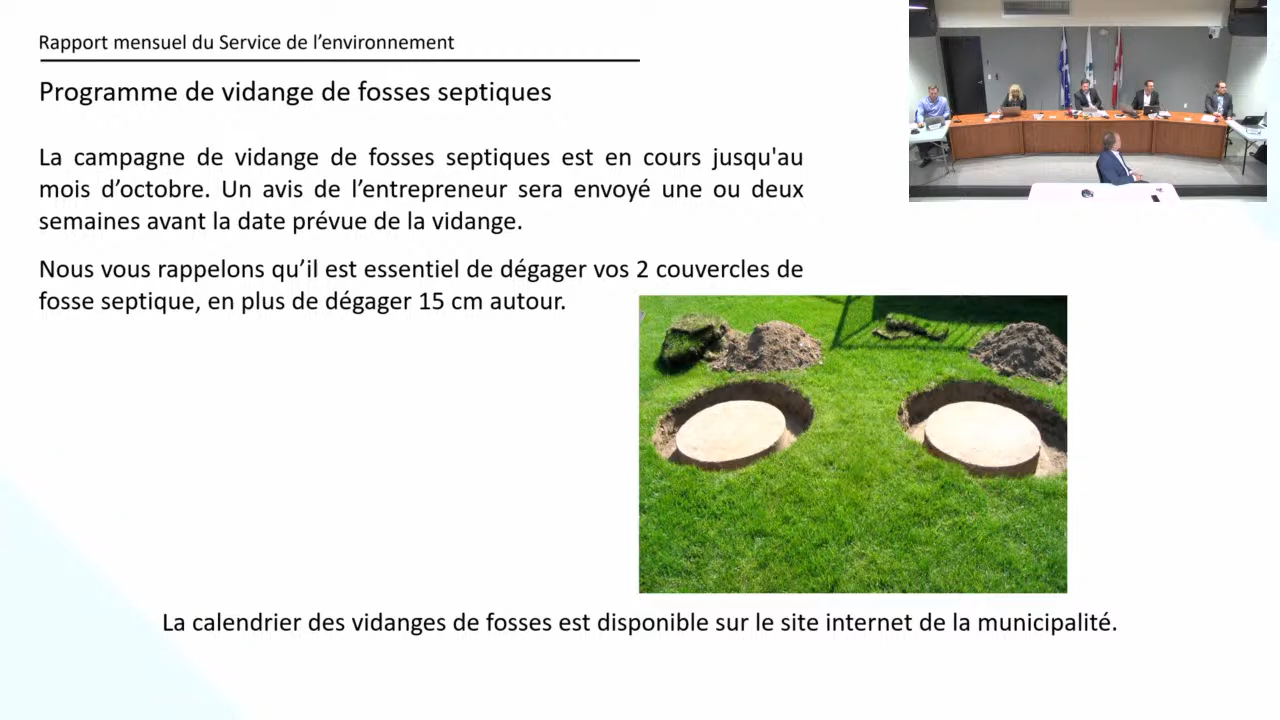 Rapport mensuel du Service de l’environnement
Programme de vidange de fosses septiques
La campagne de vidange de fosses septiques est en cours jusqu'au
mois d’octobre. Un avis de l’entrepreneur sera envoyé une ou deux
semaines avant la date prévue de la vidange.
Nous vous rappelons qu’il est essentiel de dégager vos 2 couvercles de
fosse septique, en plus de dégager 15 cm autour.
La calendrier des vidanges de fosses est disponible sur le site internet de la municipalité.